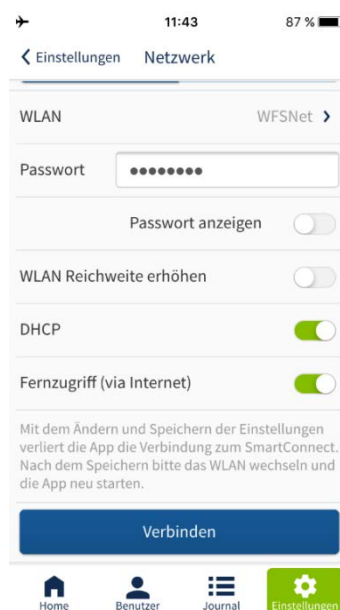 11:43
87 %
Einstellungen Netzwerk
WLAN WFSNet
Passwort ••••••••
Passwort anzeigen
WLAN Reichweite erhöhen
DHCP
Fernzugriff (via Internet)
Mit dem Ändern und Speichern der Einstellungen
verliert die App die Verbindung zum SmartConnect.
Nach dem Speichern bitte das WLAN wechseln und
die App neu starten.
Verbinden
Home Benutzer Journal Einstellungen